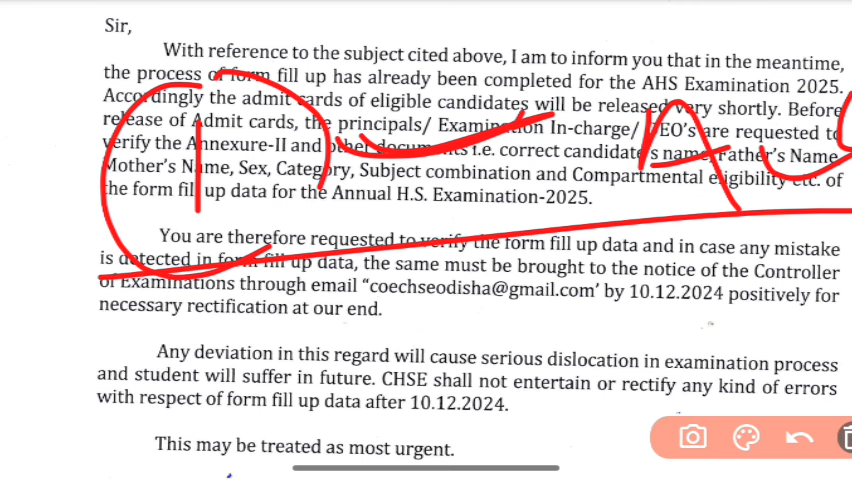 Sir,
With reference to the subject cited above, I am to inform you that in the meantime,
the process of form fill up has already been completed for the AHS Examination 2025.
Accordingly the admit cards of eligible candidates will be released very shortly. Before
release of Admit cards, the principals/ Examination In-charge/ DEO's are requested to
verify the Annexure-II and other documents i.e. correct candidate's name, Father's Name
Mother's Name, Sex, Category, Subject combination and Compartmental eligibility etc. of
the form fill up data for the Annual H.S. Examination-2025.
You are therefore requested to verify the form fill up data and in case any mistake
is detected in form fill up data, the same must be brought to the notice of the Controller
of Examinations through email “coechseodisha@gmail.com’ by 10.12.2024 positively for
necessary rectification at our end.
Any deviation in this regard will cause serious dislocation in examination process
and student will suffer in future. CHSE shall not entertain or rectify any kind of errors
with respect of form fill up data after 10.12.2024.
This may be treated as most urgent.